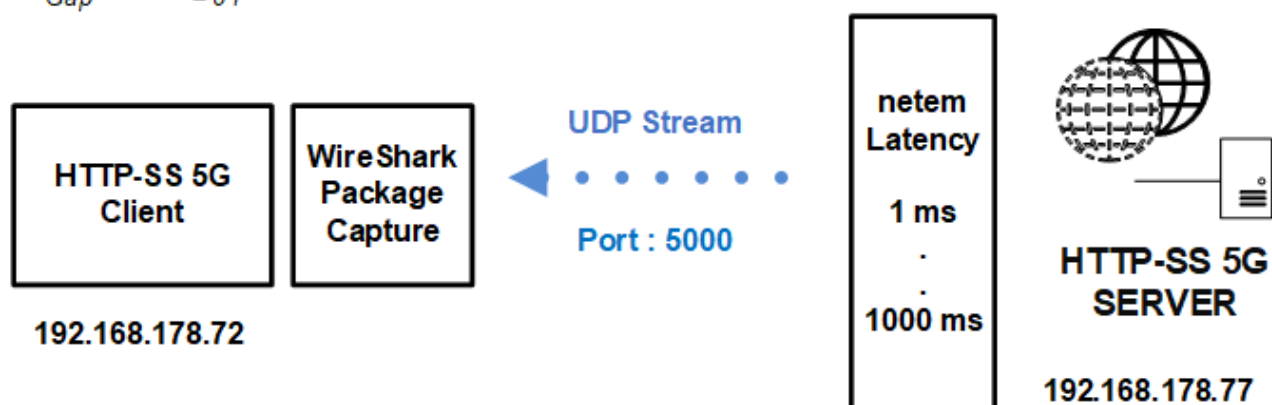 HTTP-SS 5G
Client
WireShark
Package
Capture
192.168.178.72
UDP Stream
Port : 5000
netem
Latency
1 ms
.
.
1000 ms
HTTP-SS 5G
SERVER
192.168.178.77